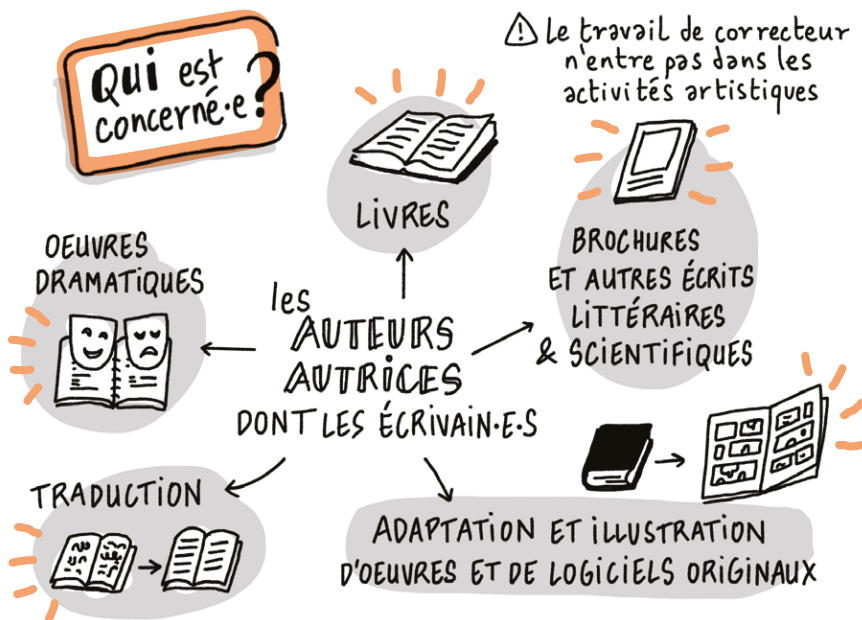 Qui est
concerné·e ?
⚠ Le travail de correcteur
n'entre pas dans les
activités artistiques
LIVRES
OEUVRES
DRAMATIQUES
BROCHURES
ET AUTRES ÉCRITS
LITTÉRAIRES
& SCIENTIFIQUES
les
AUTEURS
AUTRICES
DONT LES ÉCRIVAIN·E·S
TRADUCTION
ADAPTATION ET ILLUSTRATION
D'OEUVRES ET DE LOGICIELS ORIGINAUX